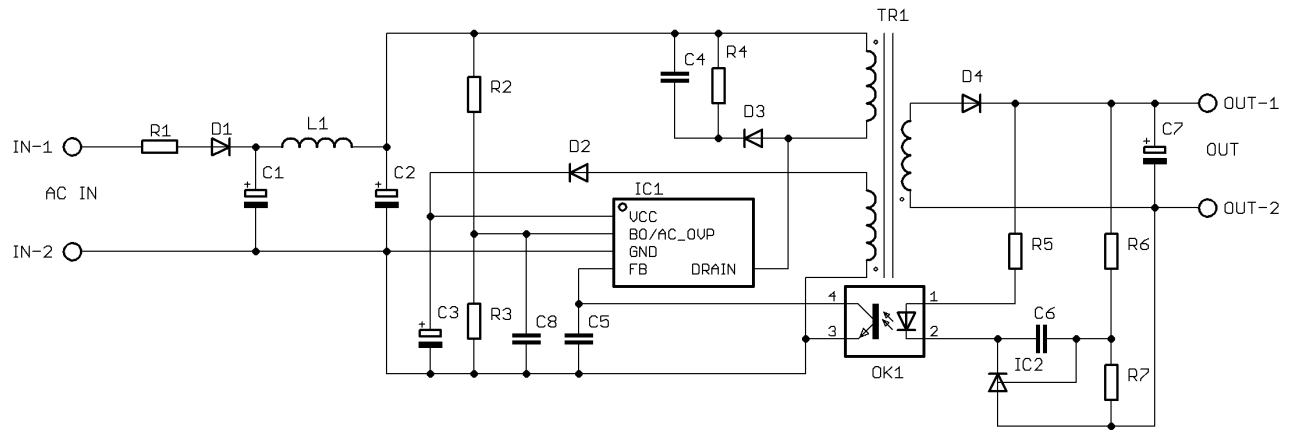 TR1
C4
R4
R2
D4
OUT-1
D3
R1
D1
L1
C7
IN-1
OUT
D2
C1
C2
AC IN
IC1
VCC
OUT-2
BO/AC_OVP
IN-2
GND
R5
R6
FB
DRAIN
4
1
C3
R3
C8
C5
C6
3
2
IC2
OK1
R7
+
+
+
+